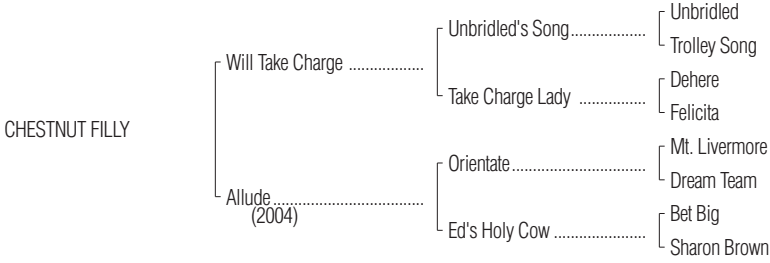 Unbridled
Unbridled's Song..................
Trolley Song
Will Take Charge ..................
Dehere
Take Charge Lady ................
Felicita
CHESTNUT FILLY
Mt. Livermore
Orientate................................
Dream Team
Allude....................................
(2004)
Bet Big
Ed's Holy Cow ......................
Sharon Brown